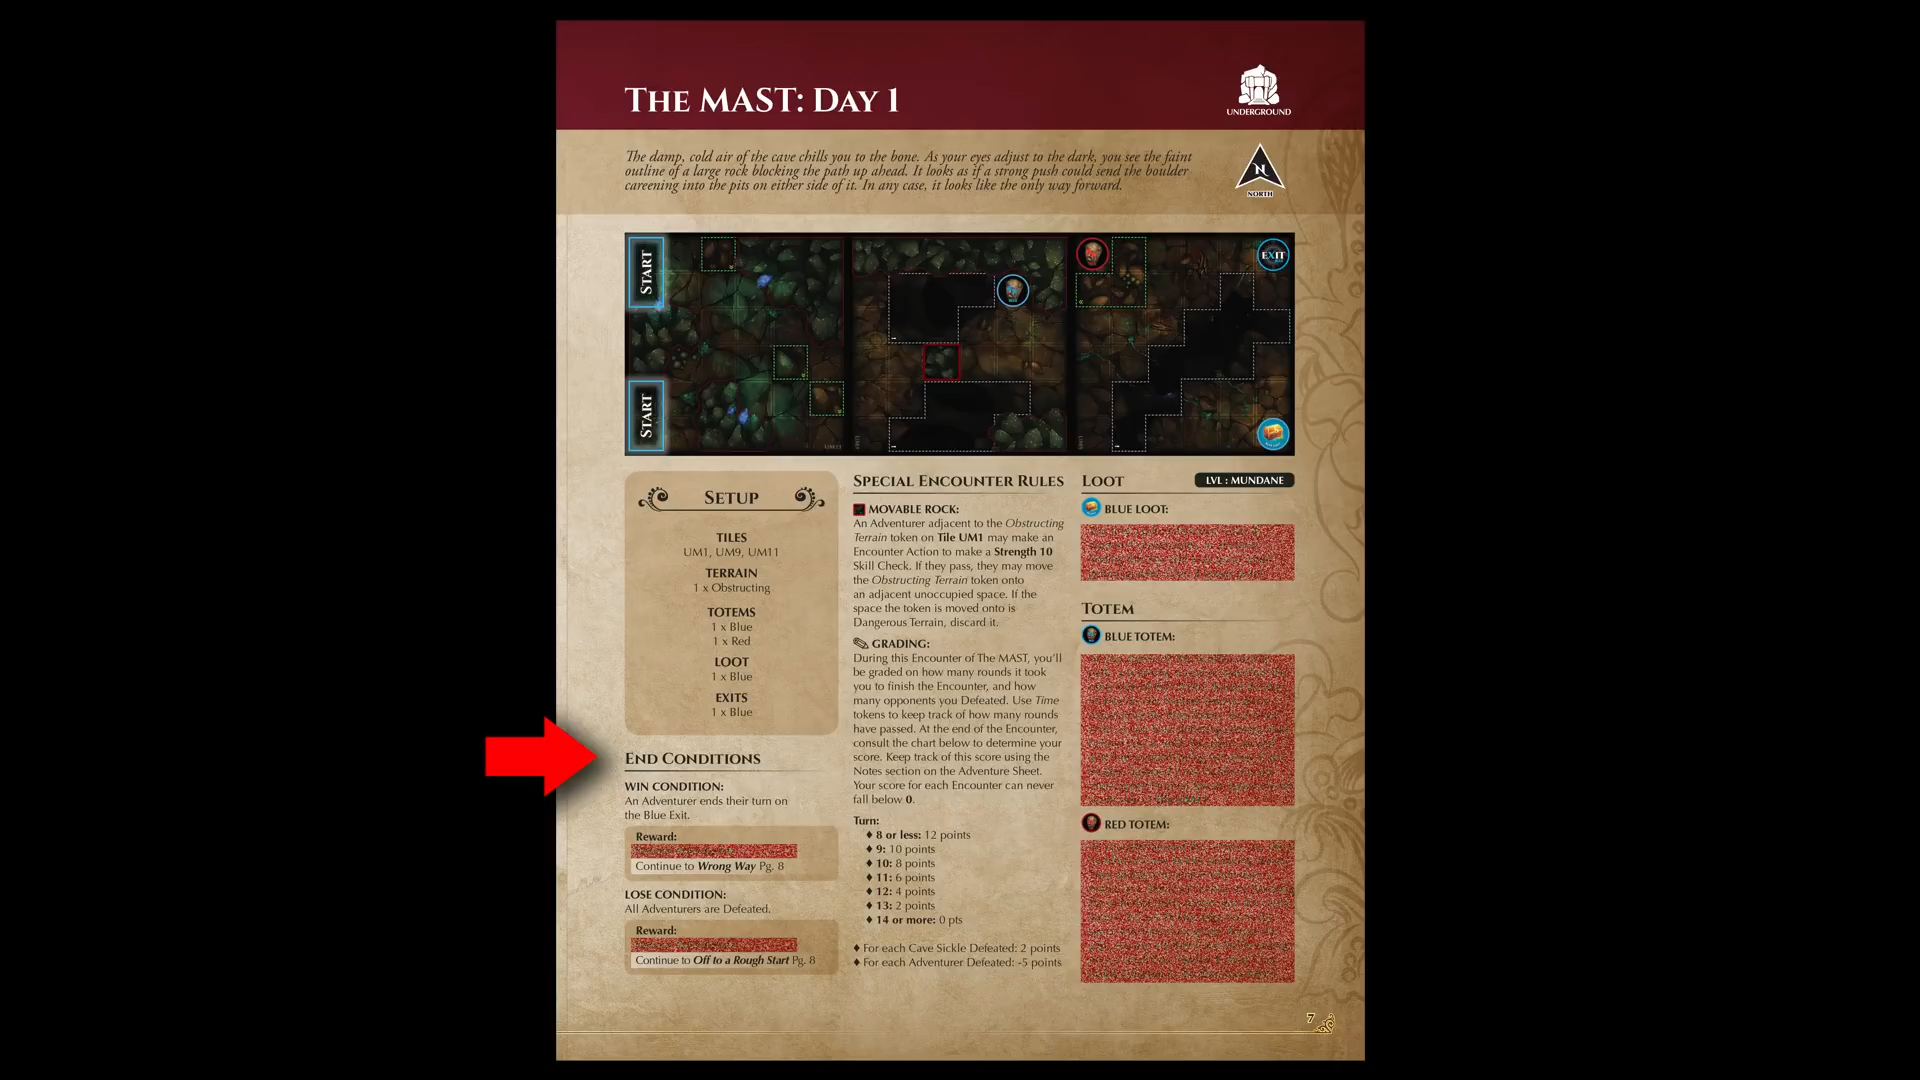 The MAST: Day 1
UNDERGROUND
The damp, cold air of the cave chills you to the bone. As your eyes adjust to the dark, you see the faint
outline of a large rock blocking the path up ahead. It looks as if a strong push could send the boulder
careening into the pits on either side of it. In any case, it looks like the only way forward.
N
NORTH
START
START
EXIT
Setup
TILES
UM1, UM9, UM11
TERRAIN
1 x Obstructing
TOTEMS
1 x Blue
1 x Red
LOOT
1 x Blue
EXITS
1 x Blue
End Conditions
WIN CONDITION:
An Adventurer ends their turn on
the Blue Exit.
Reward:
Continue to Wrong Way Pg. 8
LOSE CONDITION:
All Adventurers are Defeated.
Reward:
Continue to Off to a Rough Start Pg. 8
Special Encounter Rules
MOVABLE ROCK:
An Adventurer adjacent to the Obstructing
Terrain token on Tile UM1 may make an
Encounter Action to make a Strength 10
Skill Check. If they pass, they may move
the Obstructing Terrain token onto
an adjacent unoccupied space. If the
space the token is moved onto is
Dangerous Terrain, discard it.
GRADING:
During this Encounter of The MAST, you'll
be graded on how many rounds it took
you to finish the Encounter, and how
many opponents you Defeated. Use Time
tokens to keep track of how many rounds
have passed. At the end of the Encounter,
consult the chart below to determine your
score. Keep track of this score using the
Notes section on the Adventure Sheet.
Your score for each Encounter can never
fall below 0.
Turn:
♦ 8 or less: 12 points
♦ 9: 10 points
♦ 10: 8 points
♦ 11: 6 points
♦ 12: 4 points
♦ 13: 2 points
♦ 14 or more: 0 pts
♦ For each Cave Sickle Defeated: 2 points
♦ For each Adventurer Defeated: -5 points
Loot
LVL : MUNDANE
BLUE LOOT:
Totem
BLUE TOTEM:
RED TOTEM:
7